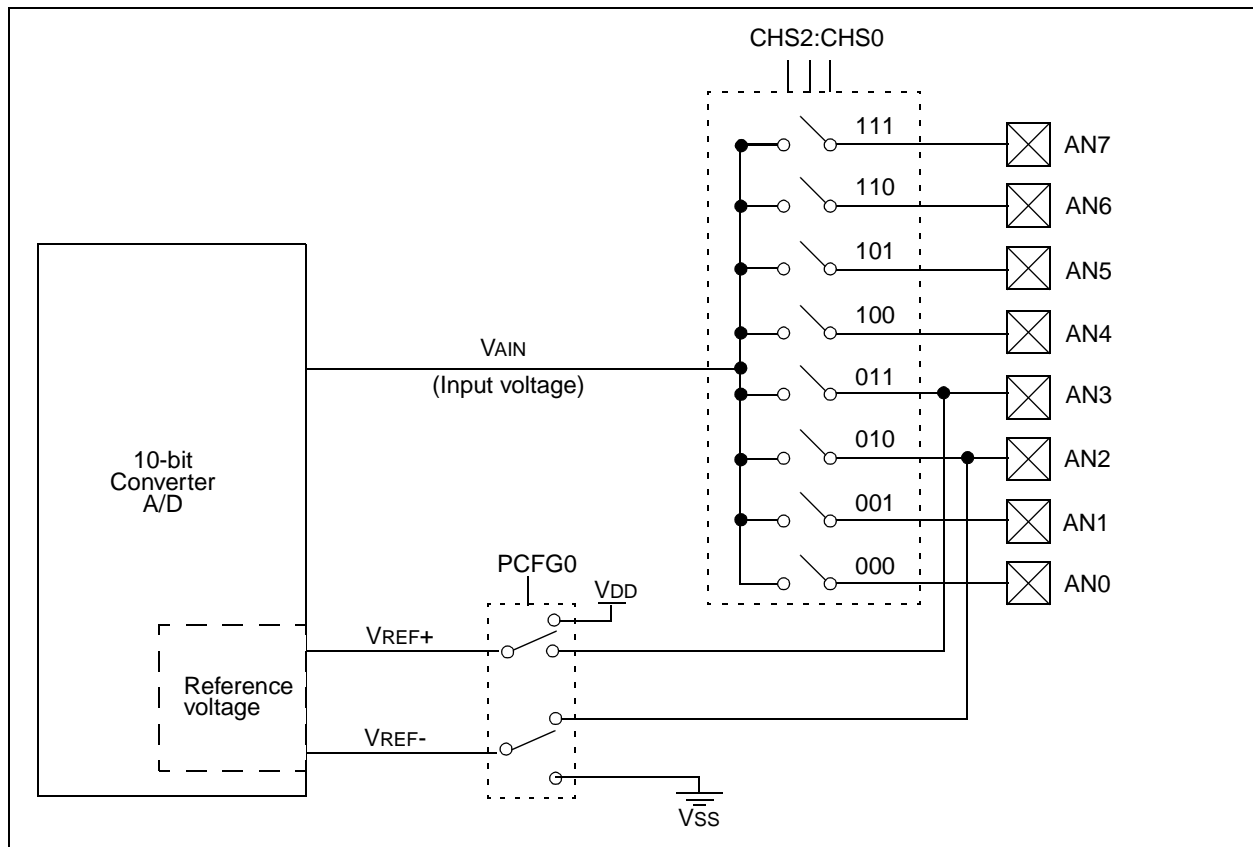 CHS2:CHS0
111
AN7
110
AN6
101
AN5
100
AN4
VAIN
(Input voltage)
011
AN3
010
AN2
10-bit
Converter
A/D
001
AN1
PCFG0
000
AN0
VDD
VREF+
Reference
voltage
VREF-
VSS